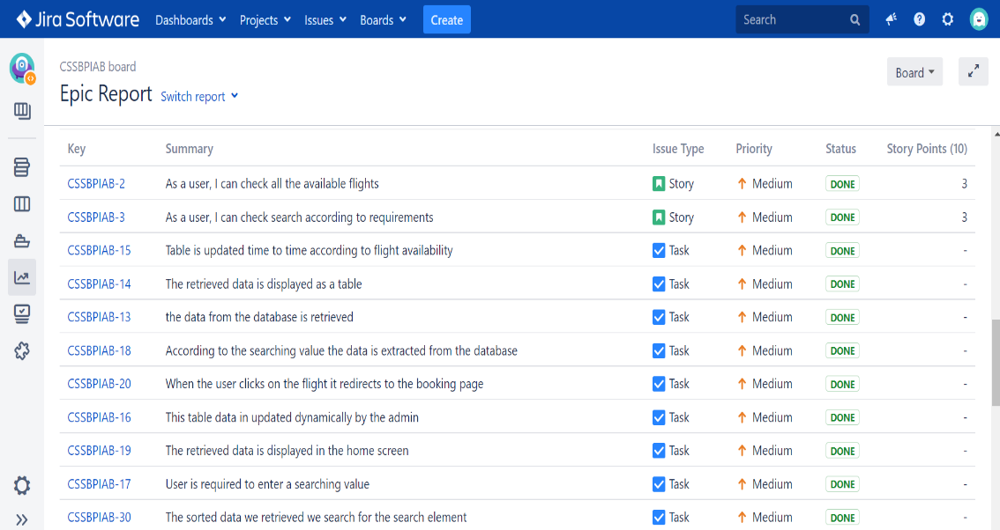 Jira Software Dashboards Projects Issues Boards Create Search
CSSBPIAB board
Epic Report Switch report
Board
Key Summary Issue Type Priority Status Story Points (10)
CSSBPIAB-2 As a user, I can check all the available flights Story Medium DONE 3
CSSBPIAB-3 As a user, I can check search according to requirements Story Medium DONE 3
CSSBPIAB-15 Table is updated time to time according to flight availability Task Medium DONE -
CSSBPIAB-14 The retrieved data is displayed as a table Task Medium DONE -
CSSBPIAB-13 the data from the database is retrieved Task Medium DONE -
CSSBPIAB-18 According to the searching value the data is extracted from the database Task Medium DONE -
CSSBPIAB-20 When the user clicks on the flight it redirects to the booking page Task Medium DONE -
CSSBPIAB-16 This table data in updated dynamically by the admin Task Medium DONE -
CSSBPIAB-19 The retrieved data is displayed in the home screen Task Medium DONE -
CSSBPIAB-17 User is required to enter a searching value Task Medium DONE -
CSSBPIAB-30 The sorted data we retrieved we search for the search element Task Medium DONE -